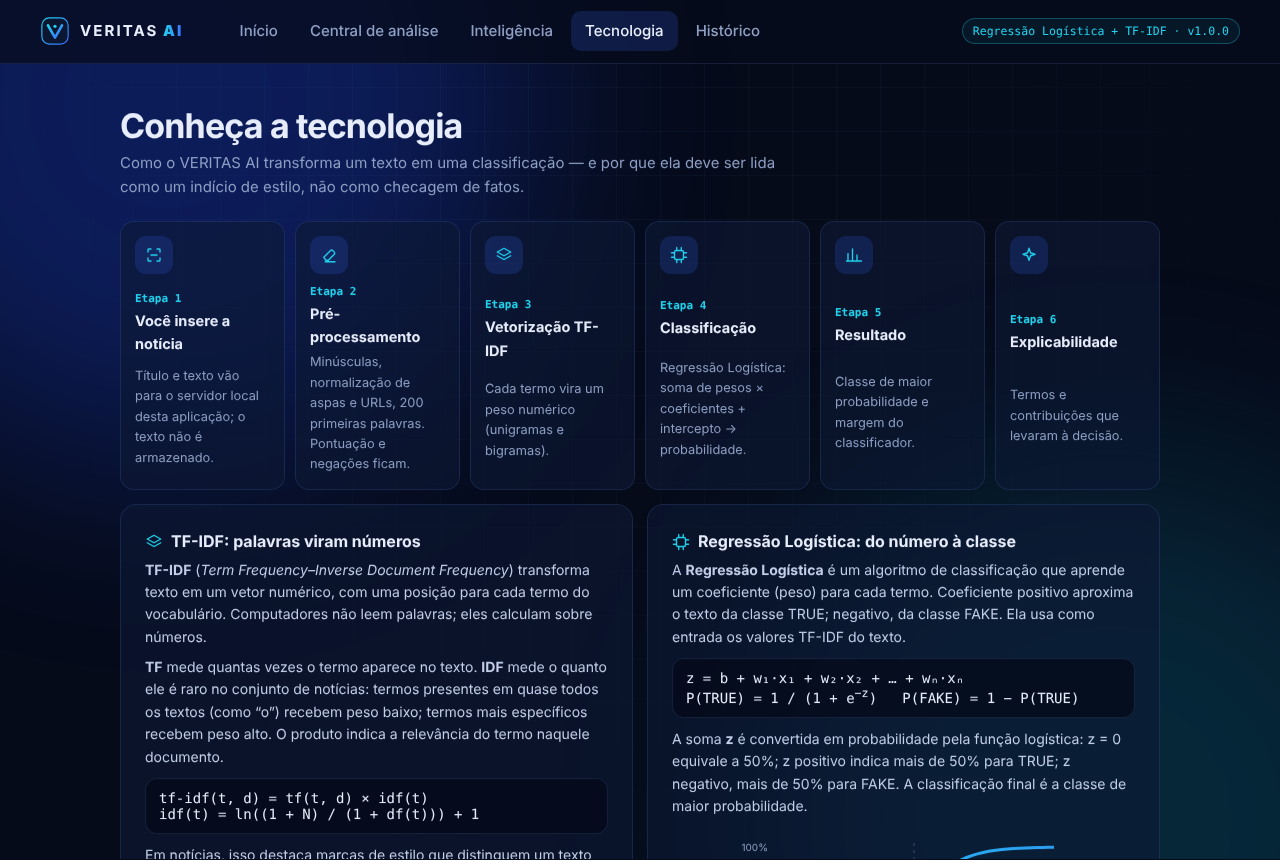 VERITAS AI
Início
Central de análise
Inteligência
Tecnologia
Histórico
Regressão Logística + TF-IDF · v1.0.0
Conheça a tecnologia
Como o VERITAS AI transforma um texto em uma classificação — e por que ela deve ser lida
como um indício de estilo, não como checagem de fatos.
Etapa 1
Você insere a
notícia
Título e texto vão
para o servidor local
desta aplicação; o
texto não é
armazenado.
Etapa 2
Pré-
processamento
Minúsculas,
normalização de
aspas e URLs, 200
primeiras palavras.
Pontuação e
negações ficam.
Etapa 3
Vetorização TF-
IDF
Cada termo vira um
peso numérico
(unigramas e
bigramas).
Etapa 4
Classificação
Regressão Logística:
soma de pesos ×
coeficientes +
intercepto →
probabilidade.
Etapa 5
Resultado
Classe de maior
probabilidade e
margem do
classificador.
Etapa 6
Explicabilidade
Termos e
contribuições que
levaram à decisão.
TF-IDF: palavras viram números
TF-IDF (Term Frequency–Inverse Document Frequency) transforma
texto em um vetor numérico, com uma posição para cada termo do
vocabulário. Computadores não leem palavras; eles calculam sobre
números.
TF mede quantas vezes o termo aparece no texto. IDF mede o quanto
ele é raro no conjunto de notícias: termos presentes em quase todos
os textos (como “o”) recebem peso baixo; termos mais específicos
recebem peso alto. O produto indica a relevância do termo naquele
documento.
tf-idf(t, d) = tf(t, d) × idf(t)
idf(t) = ln((1 + N) / (1 + df(t))) + 1
Em notícias, isso destaca marcas de estilo que distinguem um texto
Regressão Logística: do número à classe
A Regressão Logística é um algoritmo de classificação que aprende
um coeficiente (peso) para cada termo. Coeficiente positivo aproxima
o texto da classe TRUE; negativo, da classe FAKE. Ela usa como
entrada os valores TF-IDF do texto.
z = b + w₁·x₁ + w₂·x₂ + … + wₙ·xₙ
P(TRUE) = 1 / (1 + e⁻ᶻ)   P(FAKE) = 1 − P(TRUE)
A soma z é convertida em probabilidade pela função logística: z = 0
equivale a 50%; z positivo indica mais de 50% para TRUE; z
negativo, mais de 50% para FAKE. A classificação final é a classe de
maior probabilidade.
100%